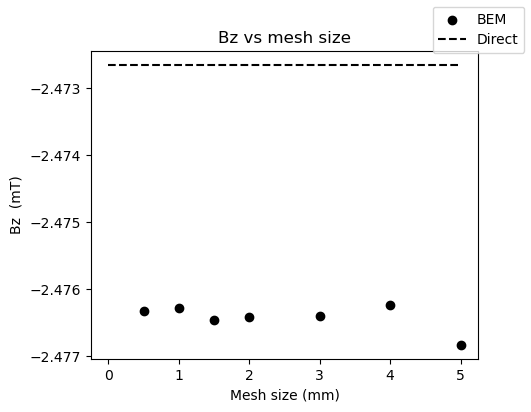 BEM
Direct
Bz vs mesh size
−2.473
−2.474
−2.475
−2.476
−2.477
Bz (mT)
0 1 2 3 4 5
Mesh size (mm)